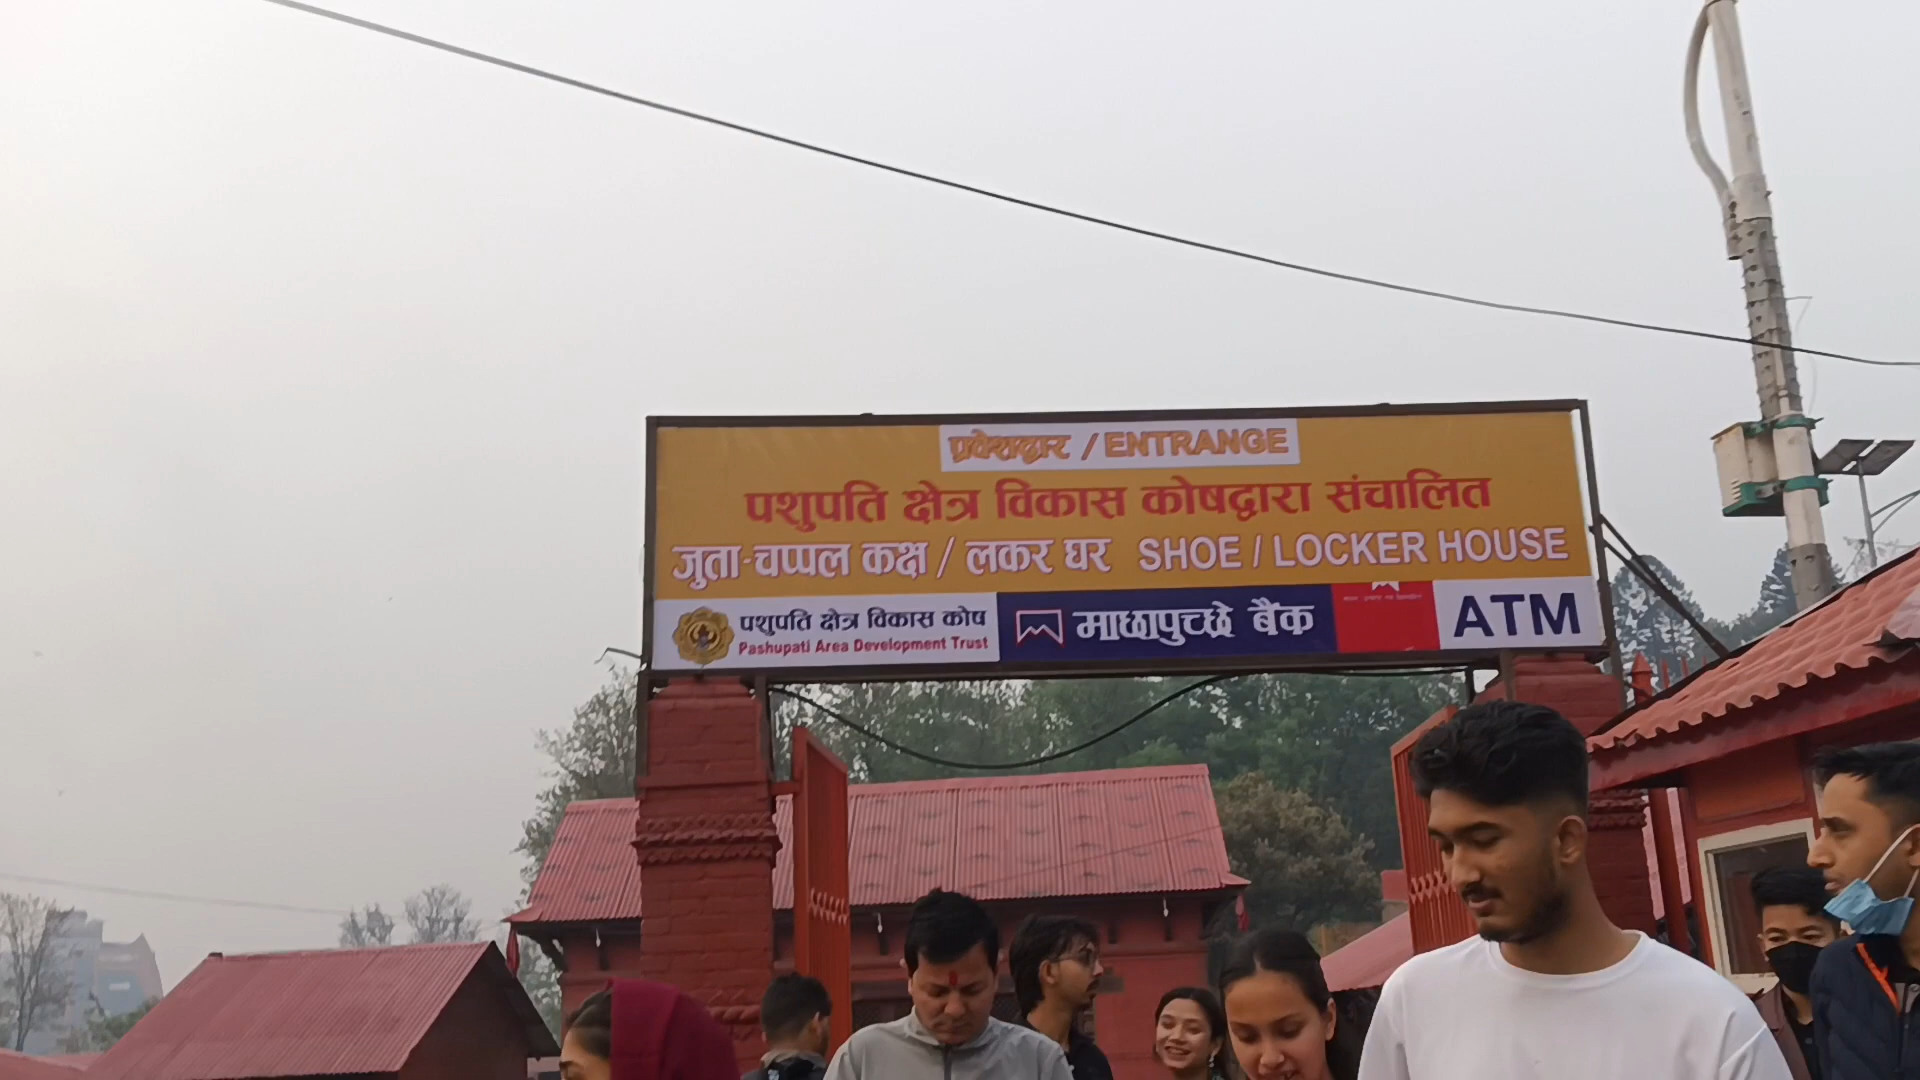 प्रवेशद्वार / ENTRANGE
पशुपति क्षेत्र विकास कोषद्वारा संचालित
जुता-चप्पल कक्ष / लकर घर SHOE / LOCKER HOUSE
पशुपति क्षेत्र विकास कोष
Pashupati Area Development Trust
माछापुच्छ्रे बैंक
ATM